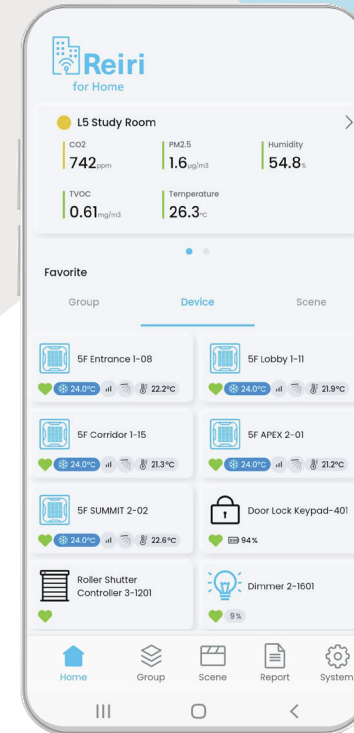 Reiri
for Home
L5 Study Room
CO2
PM2.5
Humidity
742ppm
1.6µg/m3
54.8%
TVOC
Temperature
0.61mg/m3
26.3°C
Favorite
Group
Device
Scene
5F Entrance 1-08
24.0°C
22.2°C
5F Lobby 1-11
24.0°C
21.9°C
5F Corridor 1-15
24.0°C
21.3°C
5F APEX 2-01
24.0°C
21.2°C
5F SUMMIT 2-02
24.0°C
22.6°C
Door Lock Keypad-401
94%
Roller Shutter
Controller 3-1201
Dimmer 2-1601
9%
Home
Group
Scene
Report
System